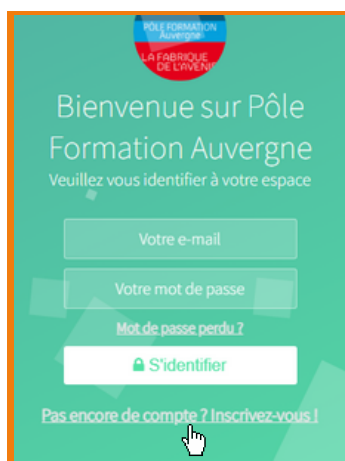 PÔLE FORMATION
Auvergne
LA FABRIQUE
DE L'AVENIR
Bienvenue sur Pôle
Formation Auvergne
Veuillez vous identifier à votre espace
Votre e-mail
Votre mot de passe
Mot de passe perdu ?
S'identifier
Pas encore de compte ? Inscrivez-vous !